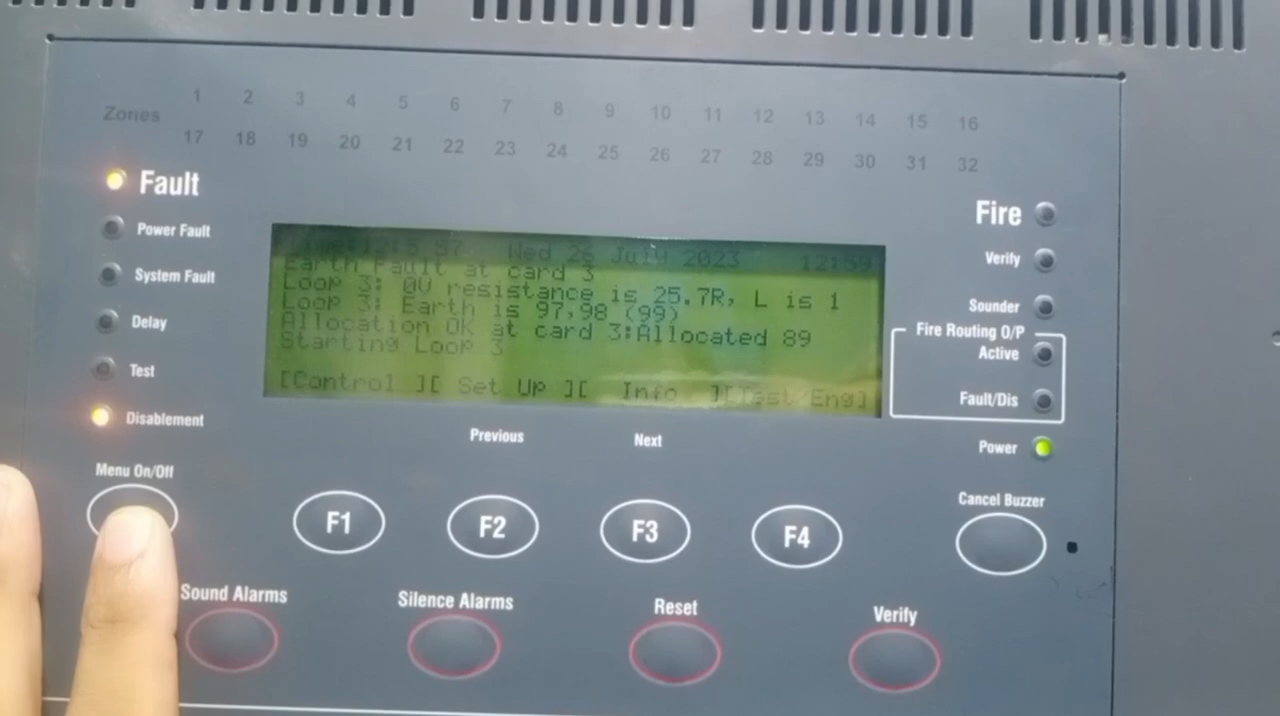 Zones 1 2 3 4 5 6 7 8 9 10 11 12 13 14 15 16
17 18 19 20 21 22 23 24 25 26 27 28 29 30 31 32
Fault
Power Fault
System Fault
Delay
Test
Disablement
Menu On/Off
Wed 26 July 2023 12:59
Earth Fault at card 3
Loop 3: 0V resistance is 25.7R, L is 1
Loop 3: Earth is 97,98 (99)
Allocation OK at card 3:Allocated 89
Starting Loop 3
[Control ][ Set Up ][ Info ][Test Eng]
Previous
Next
F1
F2
F3
F4
Fire
Verify
Sounder
Fire Routing O/P
Active
Fault/Dis
Power
Cancel Buzzer
Sound Alarms
Silence Alarms
Reset
Verify